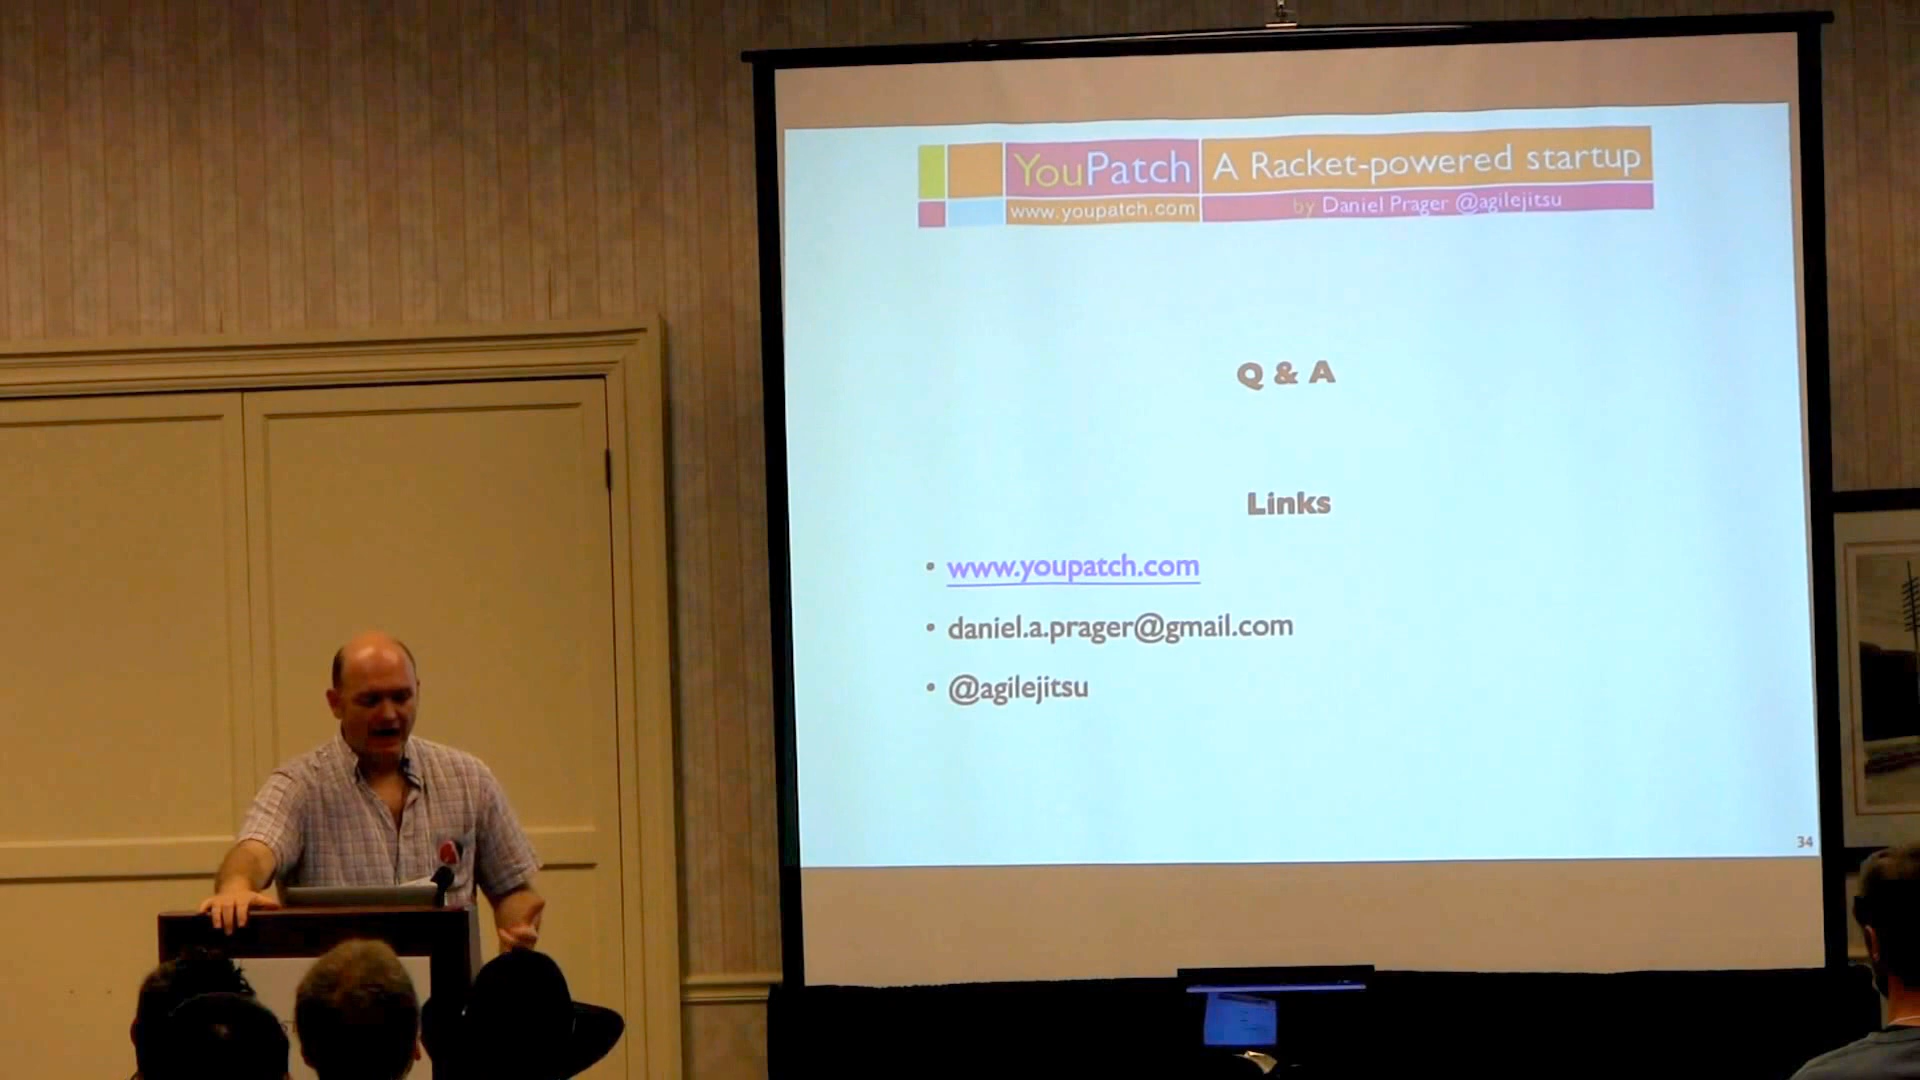 YouPatch
A Racket-powered startup
www.youpatch.com
by Daniel Prager @agilejitsu
Q & A
Links
• www.youpatch.com
• daniel.a.prager@gmail.com
• @agilejitsu
34